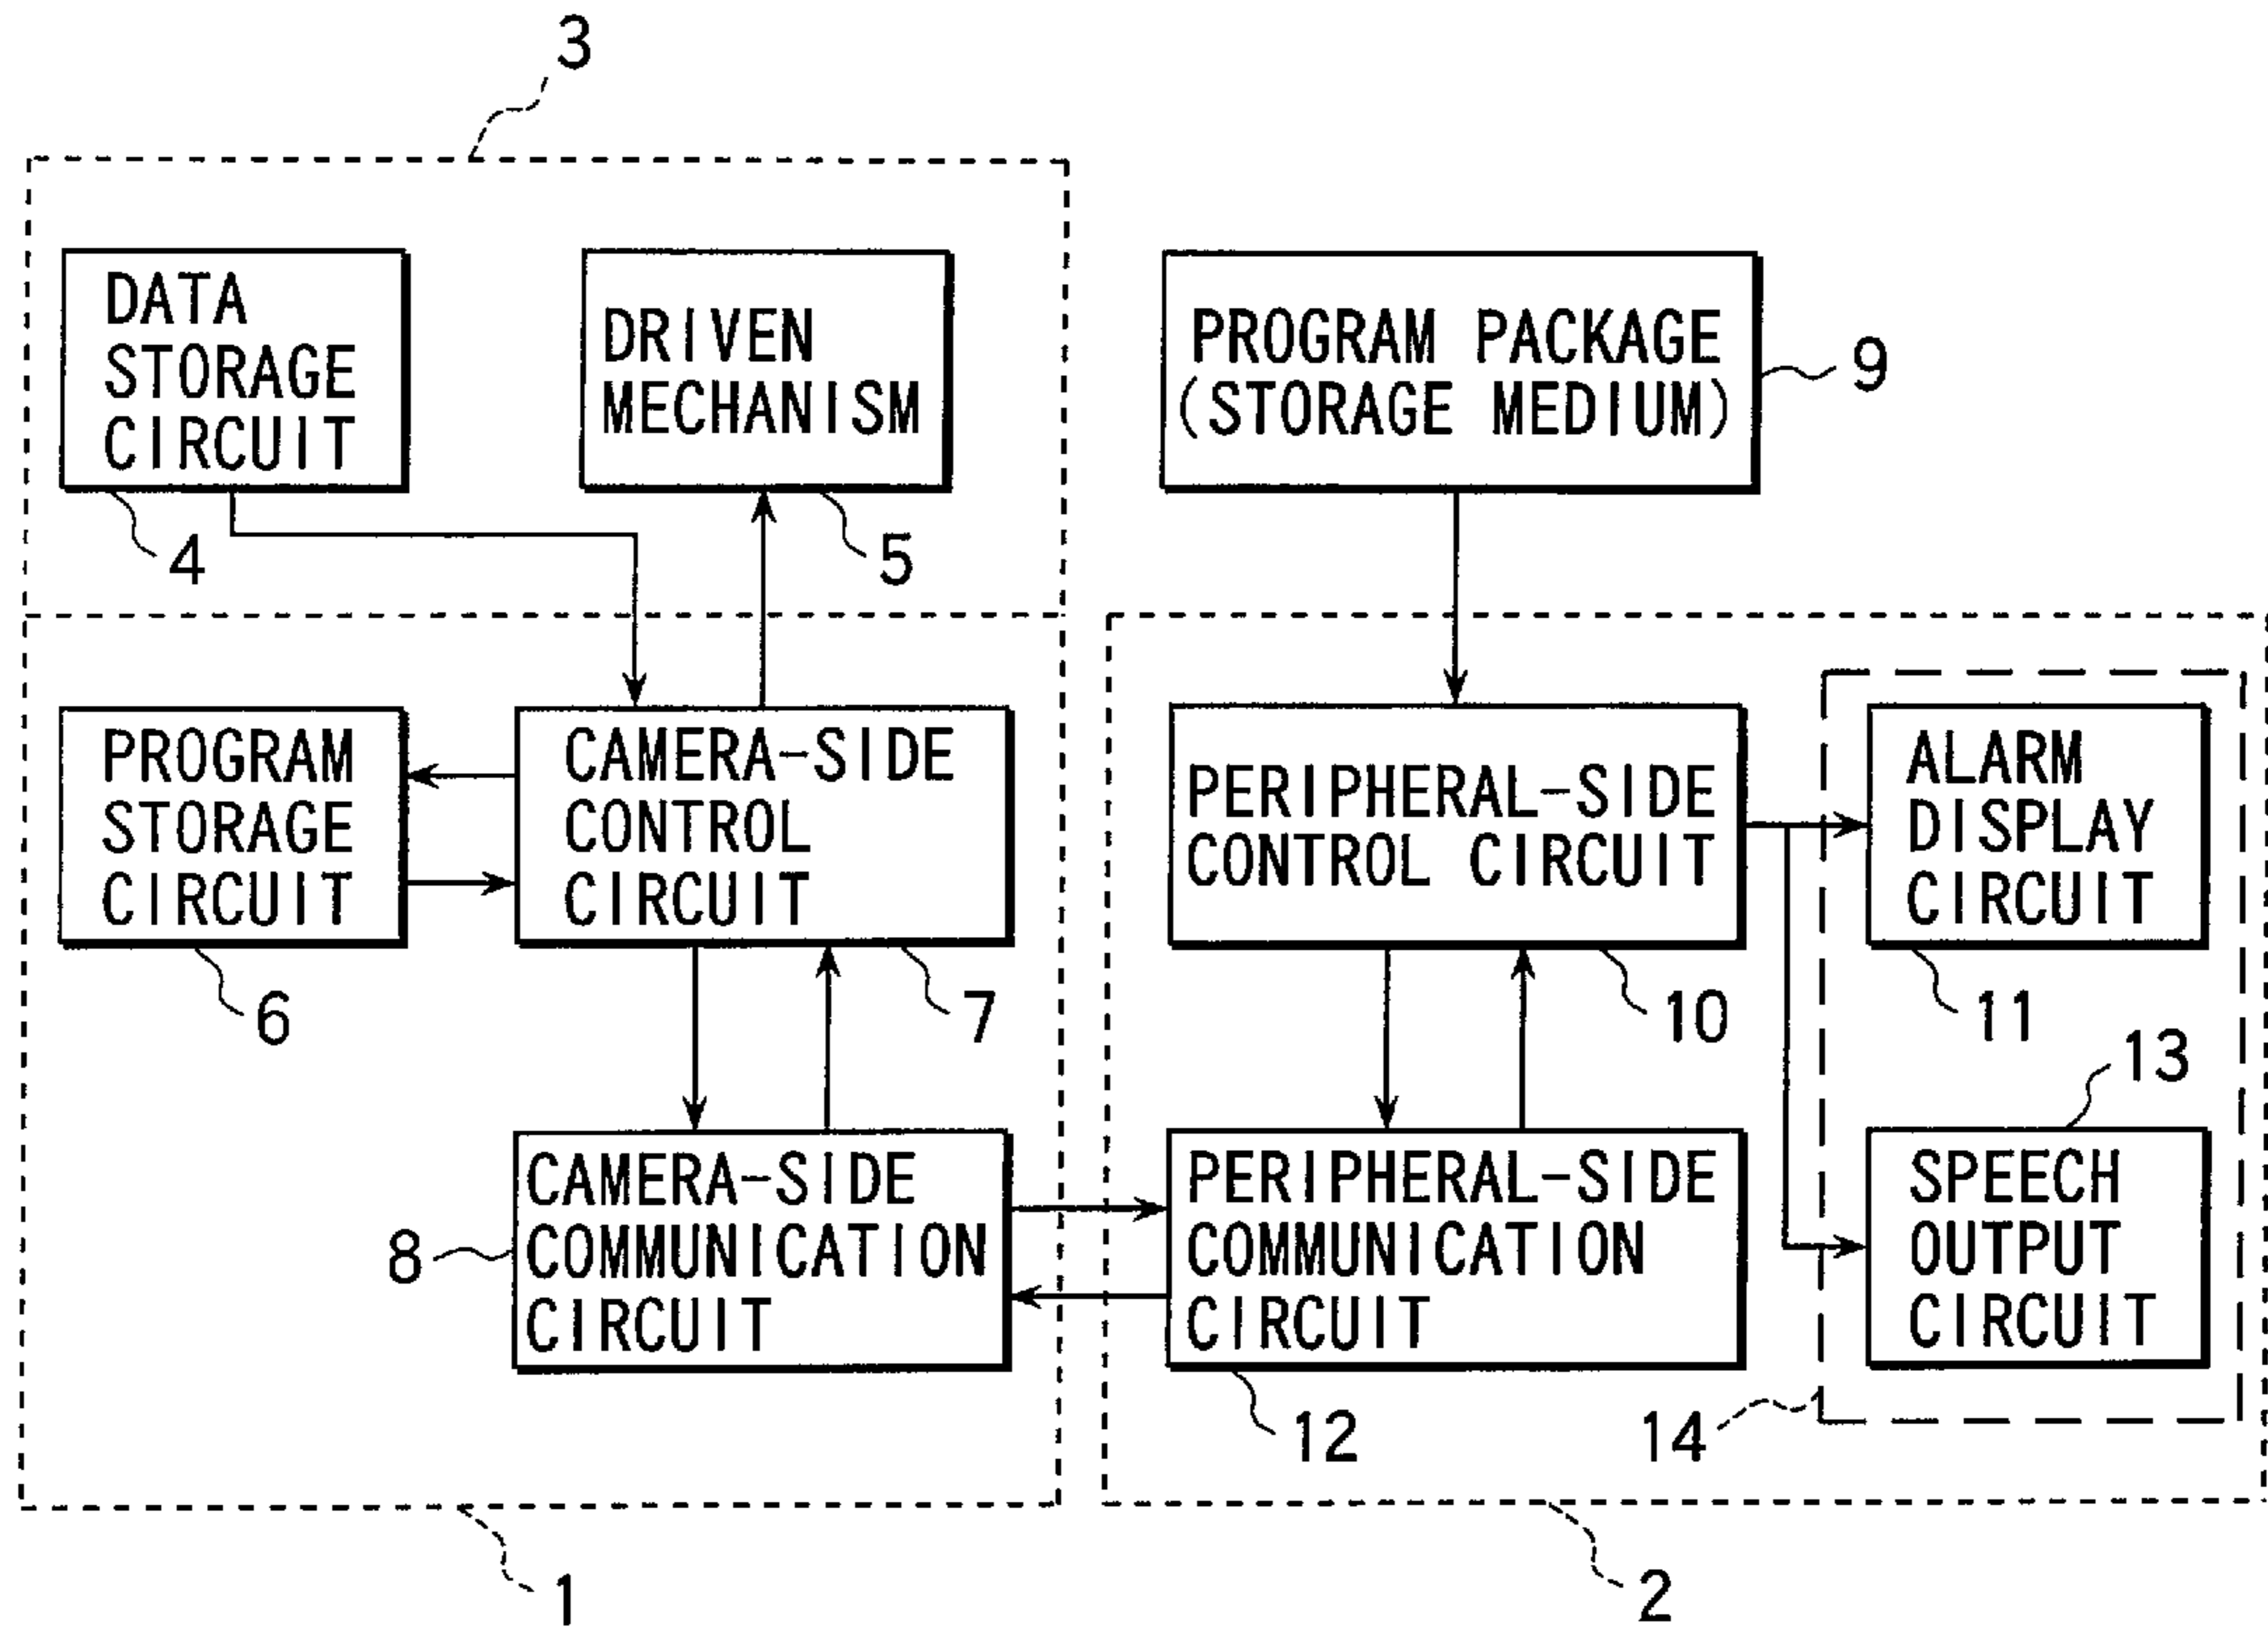 3
DATA
STORAGE
CIRCUIT
4
DRIVEN
MECHANISM
5
PROGRAM PACKAGE
(STORAGE MEDIUM)
9
PROGRAM
STORAGE
CIRCUIT
6
CAMERA-SIDE
CONTROL
CIRCUIT
7
PERIPHERAL-SIDE
CONTROL CIRCUIT
10
ALARM
DISPLAY
CIRCUIT
11
8
CAMERA-SIDE
COMMUNICATION
CIRCUIT
PERIPHERAL-SIDE
COMMUNICATION
CIRCUIT
12
13
SPEECH
OUTPUT
CIRCUIT
14
1
2